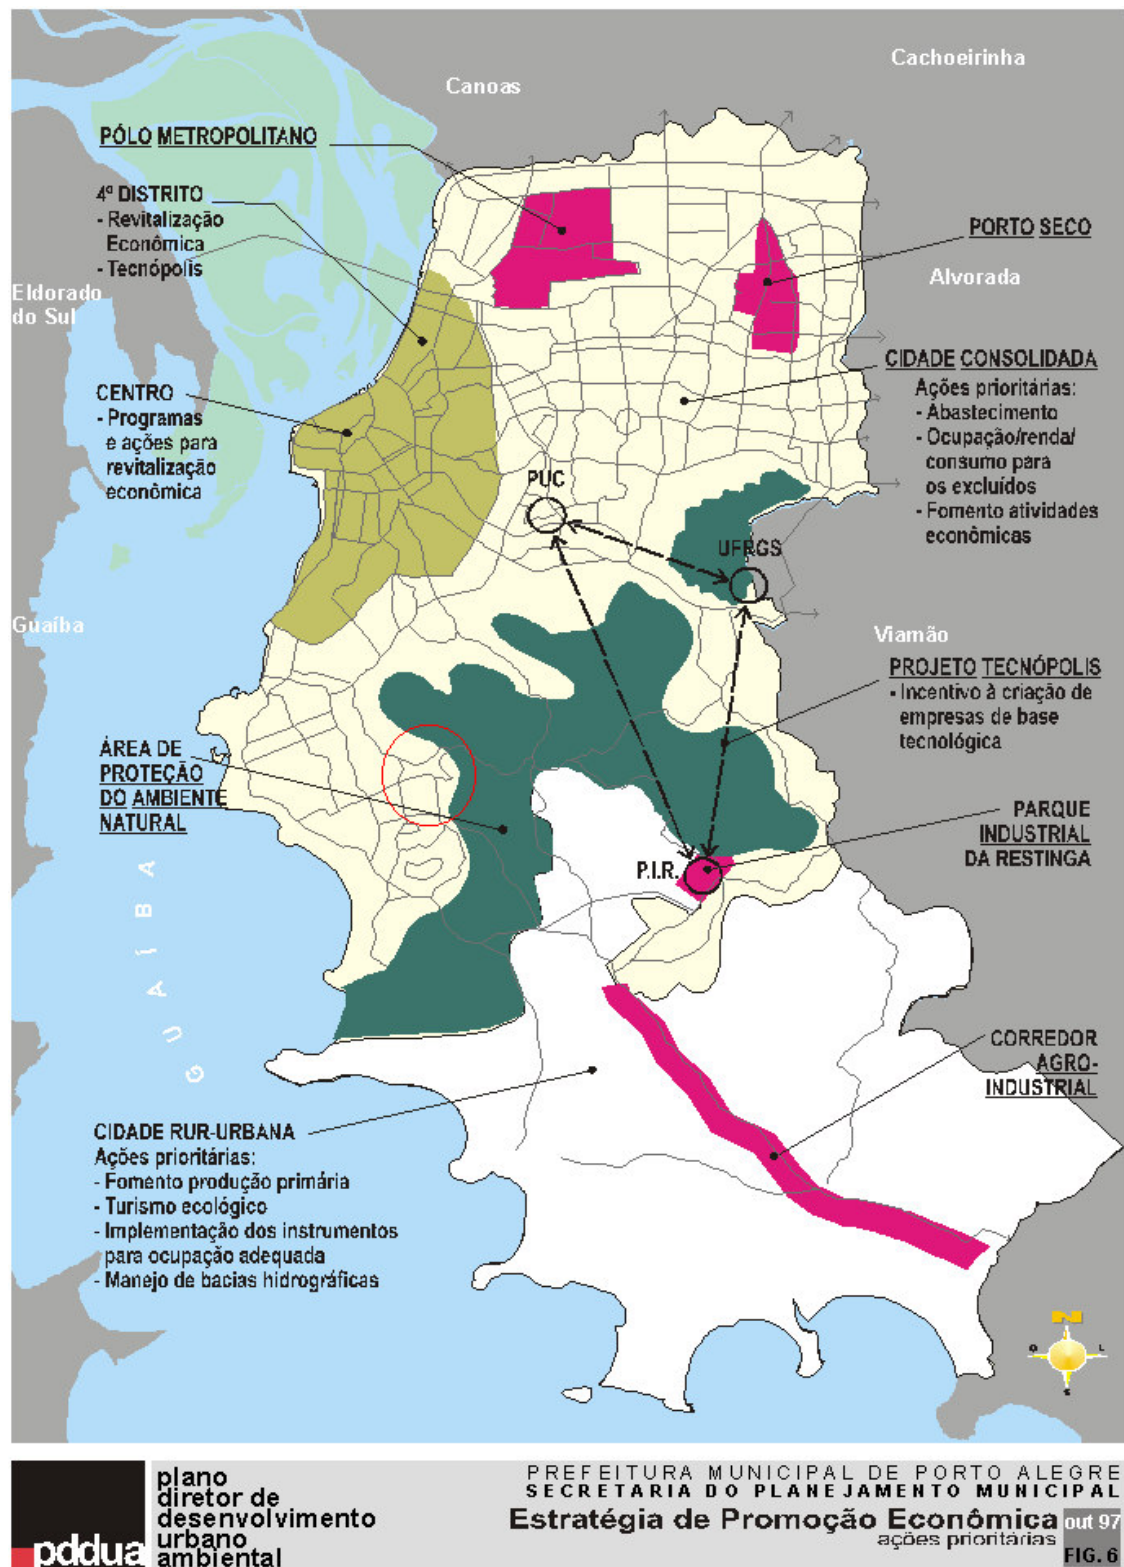 Cachoeirinha
Canoas
PÓLO METROPOLITANO
4º DISTRITO
- Revitalização
Econômica
- Tecnópolis
PORTO SECO
Alvorada
Eldorado
do Sul
CIDADE CONSOLIDADA
Ações prioritárias:
- Abastecimento
- Ocupação/renda/
consumo para
os excluídos
- Fomento atividades
econômicas
CENTRO
- Programas
e ações para
revitalização
econômica
PUC
UFRGS
Guaíba
Viamão
PROJETO TECNÓPOLIS
- Incentivo à criação de
empresas de base
tecnológica
ÁREA DE
PROTEÇÃO
DO AMBIENTE
NATURAL
PARQUE
INDUSTRIAL
DA RESTINGA
P.I.R.
GUAÍBA
CORREDOR
AGRO-
INDUSTRIAL
CIDADE RUR-URBANA
Ações prioritárias:
- Fomento produção primária
- Turismo ecológico
- Implementação dos instrumentos
para ocupação adequada
- Manejo de bacias hidrográficas
N
O L
S
pddua
plano
diretor de
desenvolvimento
urbano
ambiental
PREFEITURA MUNICIPAL DE PORTO ALEGRE
SECRETARIA DO PLANEJAMENTO MUNICIPAL
Estratégia de Promoção Econômica
ações prioritárias
out 97
FIG. 6